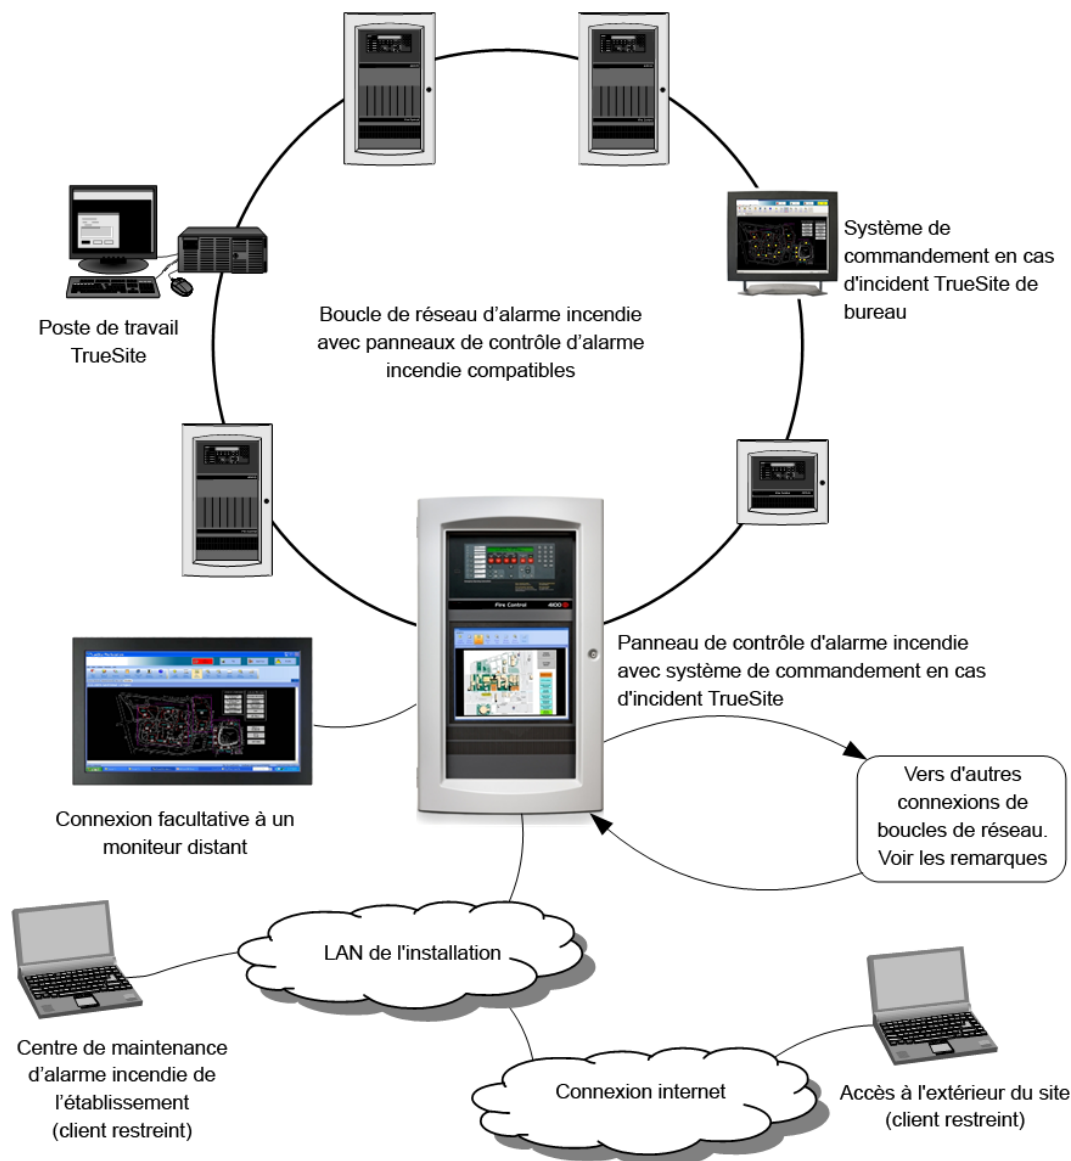 Système de
commandement en cas
d'incident TrueSite de
bureau
Poste de travail
TrueSite
Boucle de réseau d’alarme incendie
avec panneaux de contrôle d’alarme
incendie compatibles
Fire Control 4100
Panneau de contrôle d'alarme incendie
avec système de commandement en cas
d'incident TrueSite
Connexion facultative à un
moniteur distant
Vers d'autres
connexions de
boucles de réseau.
Voir les remarques
LAN de l'installation
Centre de maintenance
d’alarme incendie de
l’établissement
(client restreint)
Connexion internet
Accès à l'extérieur du site
(client restreint)